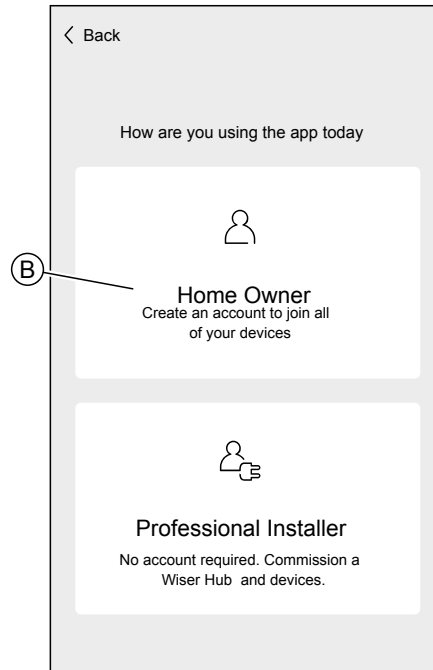 Back
How are you using the app today
B
Home Owner
Create an account to join all
of your devices
Professional Installer
No account required. Commission a
Wiser Hub and devices.